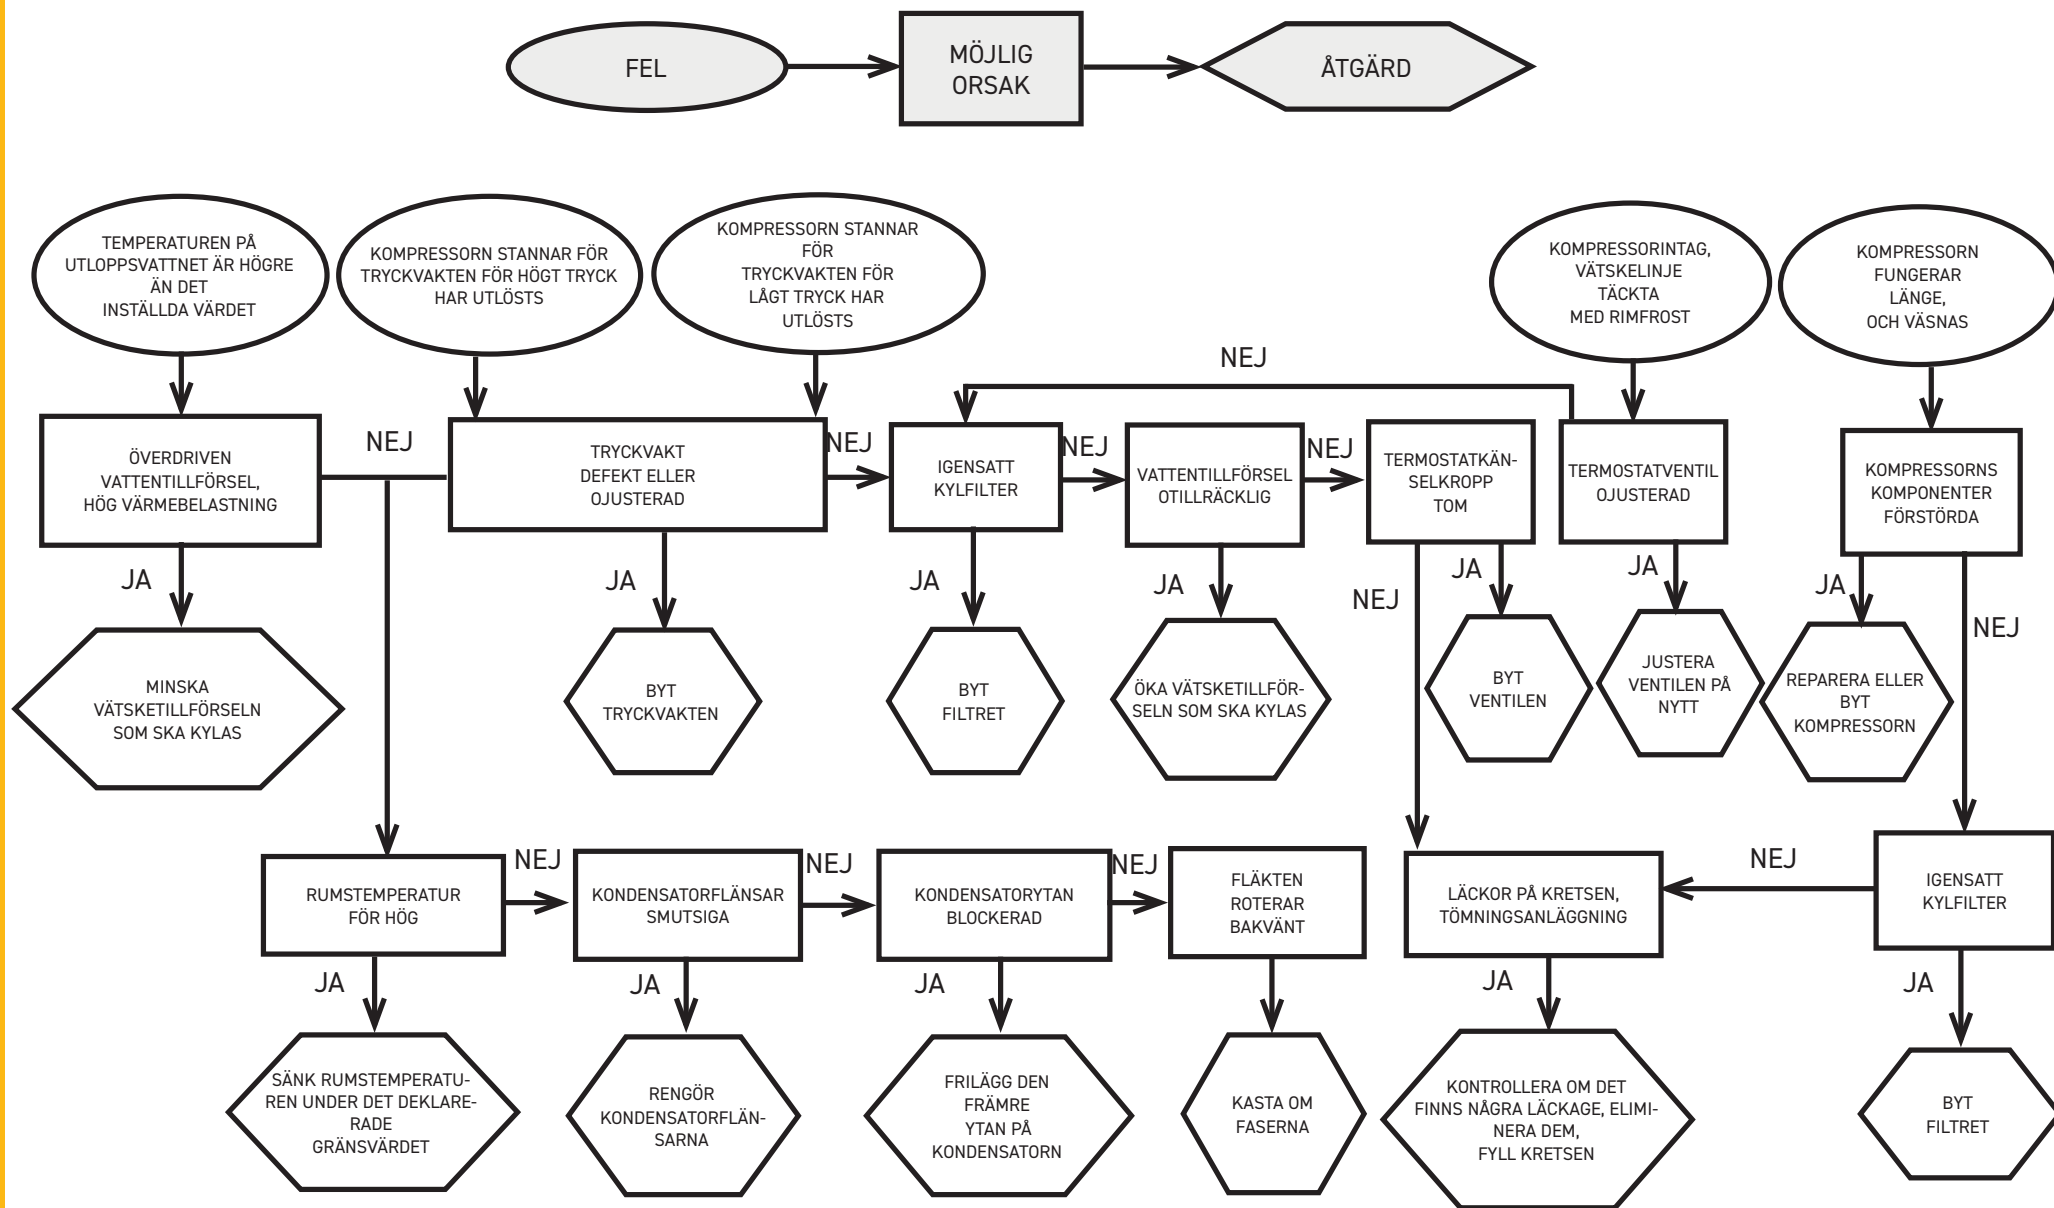 FEL
MÖJLIG
ORSAK
ÅTGÄRD
TEMPERATUREN PÅ
UTLOPPSVATTNET ÄR HÖGRE
ÄN DET
INSTÄLLDA VÄRDET
KOMPRESSORN STANNAR FÖR
TRYCKVAKTEN FÖR HÖGT TRYCK
HAR UTLÖSTS
KOMPRESSORN STANNAR
FÖR
TRYCKVAKTEN FÖR
LÅGT TRYCK HAR
UTLÖSTS
KOMPRESSORINTAG,
VÄTSKELINJE
TÄCKTA
MED RIMFROST
KOMPRESSORN
FUNGERAR
LÄNGE,
OCH VÄSNAS
NEJ
ÖVERDRIVEN
VATTENTILLFÖRSEL,
HÖG VÄRMEBELASTNING
NEJ
TRYCKVAKT
DEFEKT ELLER
OJUSTERAD
NEJ
IGENSATT
KYLFILTER
NEJ
VATTENTILLFÖRSEL
OTILLRÄCKLIG
NEJ
TERMOSTATKÄN-
SELKROPP
TOM
TERMOSTATVENTIL
OJUSTERAD
KOMPRESSORNS
KOMPONENTER
FÖRSTÖRDA
JA
JA
JA
JA
NEJ
JA
JA
JA
NEJ
MINSKA
VÄTSKETILLFÖRSELN
SOM SKA KYLAS
BYT
TRYCKVAKTEN
BYT
FILTRET
ÖKA VÄTSKETILLFÖR-
SELN SOM SKA KYLAS
BYT
VENTILEN
JUSTERA
VENTILEN PÅ
NYTT
REPARERA ELLER
BYT
KOMPRESSORN
RUMSTEMPERATUR
FÖR HÖG
NEJ
KONDENSATORFLÄNSAR
SMUTSIGA
NEJ
KONDENSATORYTAN
BLOCKERAD
NEJ
FLÄKTEN
ROTERAR
BAKVÄNT
LÄCKOR PÅ KRETSEN,
TÖMNINGSANLÄGGNING
NEJ
IGENSATT
KYLFILTER
JA
JA
JA
JA
JA
SÄNK RUMSTEMPERATU-
REN UNDER DET DEKLARE-
RADE
GRÄNSVÄRDET
RENGÖR
KONDENSATORFLÄN-
SARNA
FRILÄGG DEN
FRÄMRE
YTAN PÅ
KONDENSATORN
KASTA OM
FASERNA
KONTROLLERA OM DET
FINNS NÅGRA LÄCKAGE, ELIMI-
NERA DEM,
FYLL KRETSEN
BYT
FILTRET